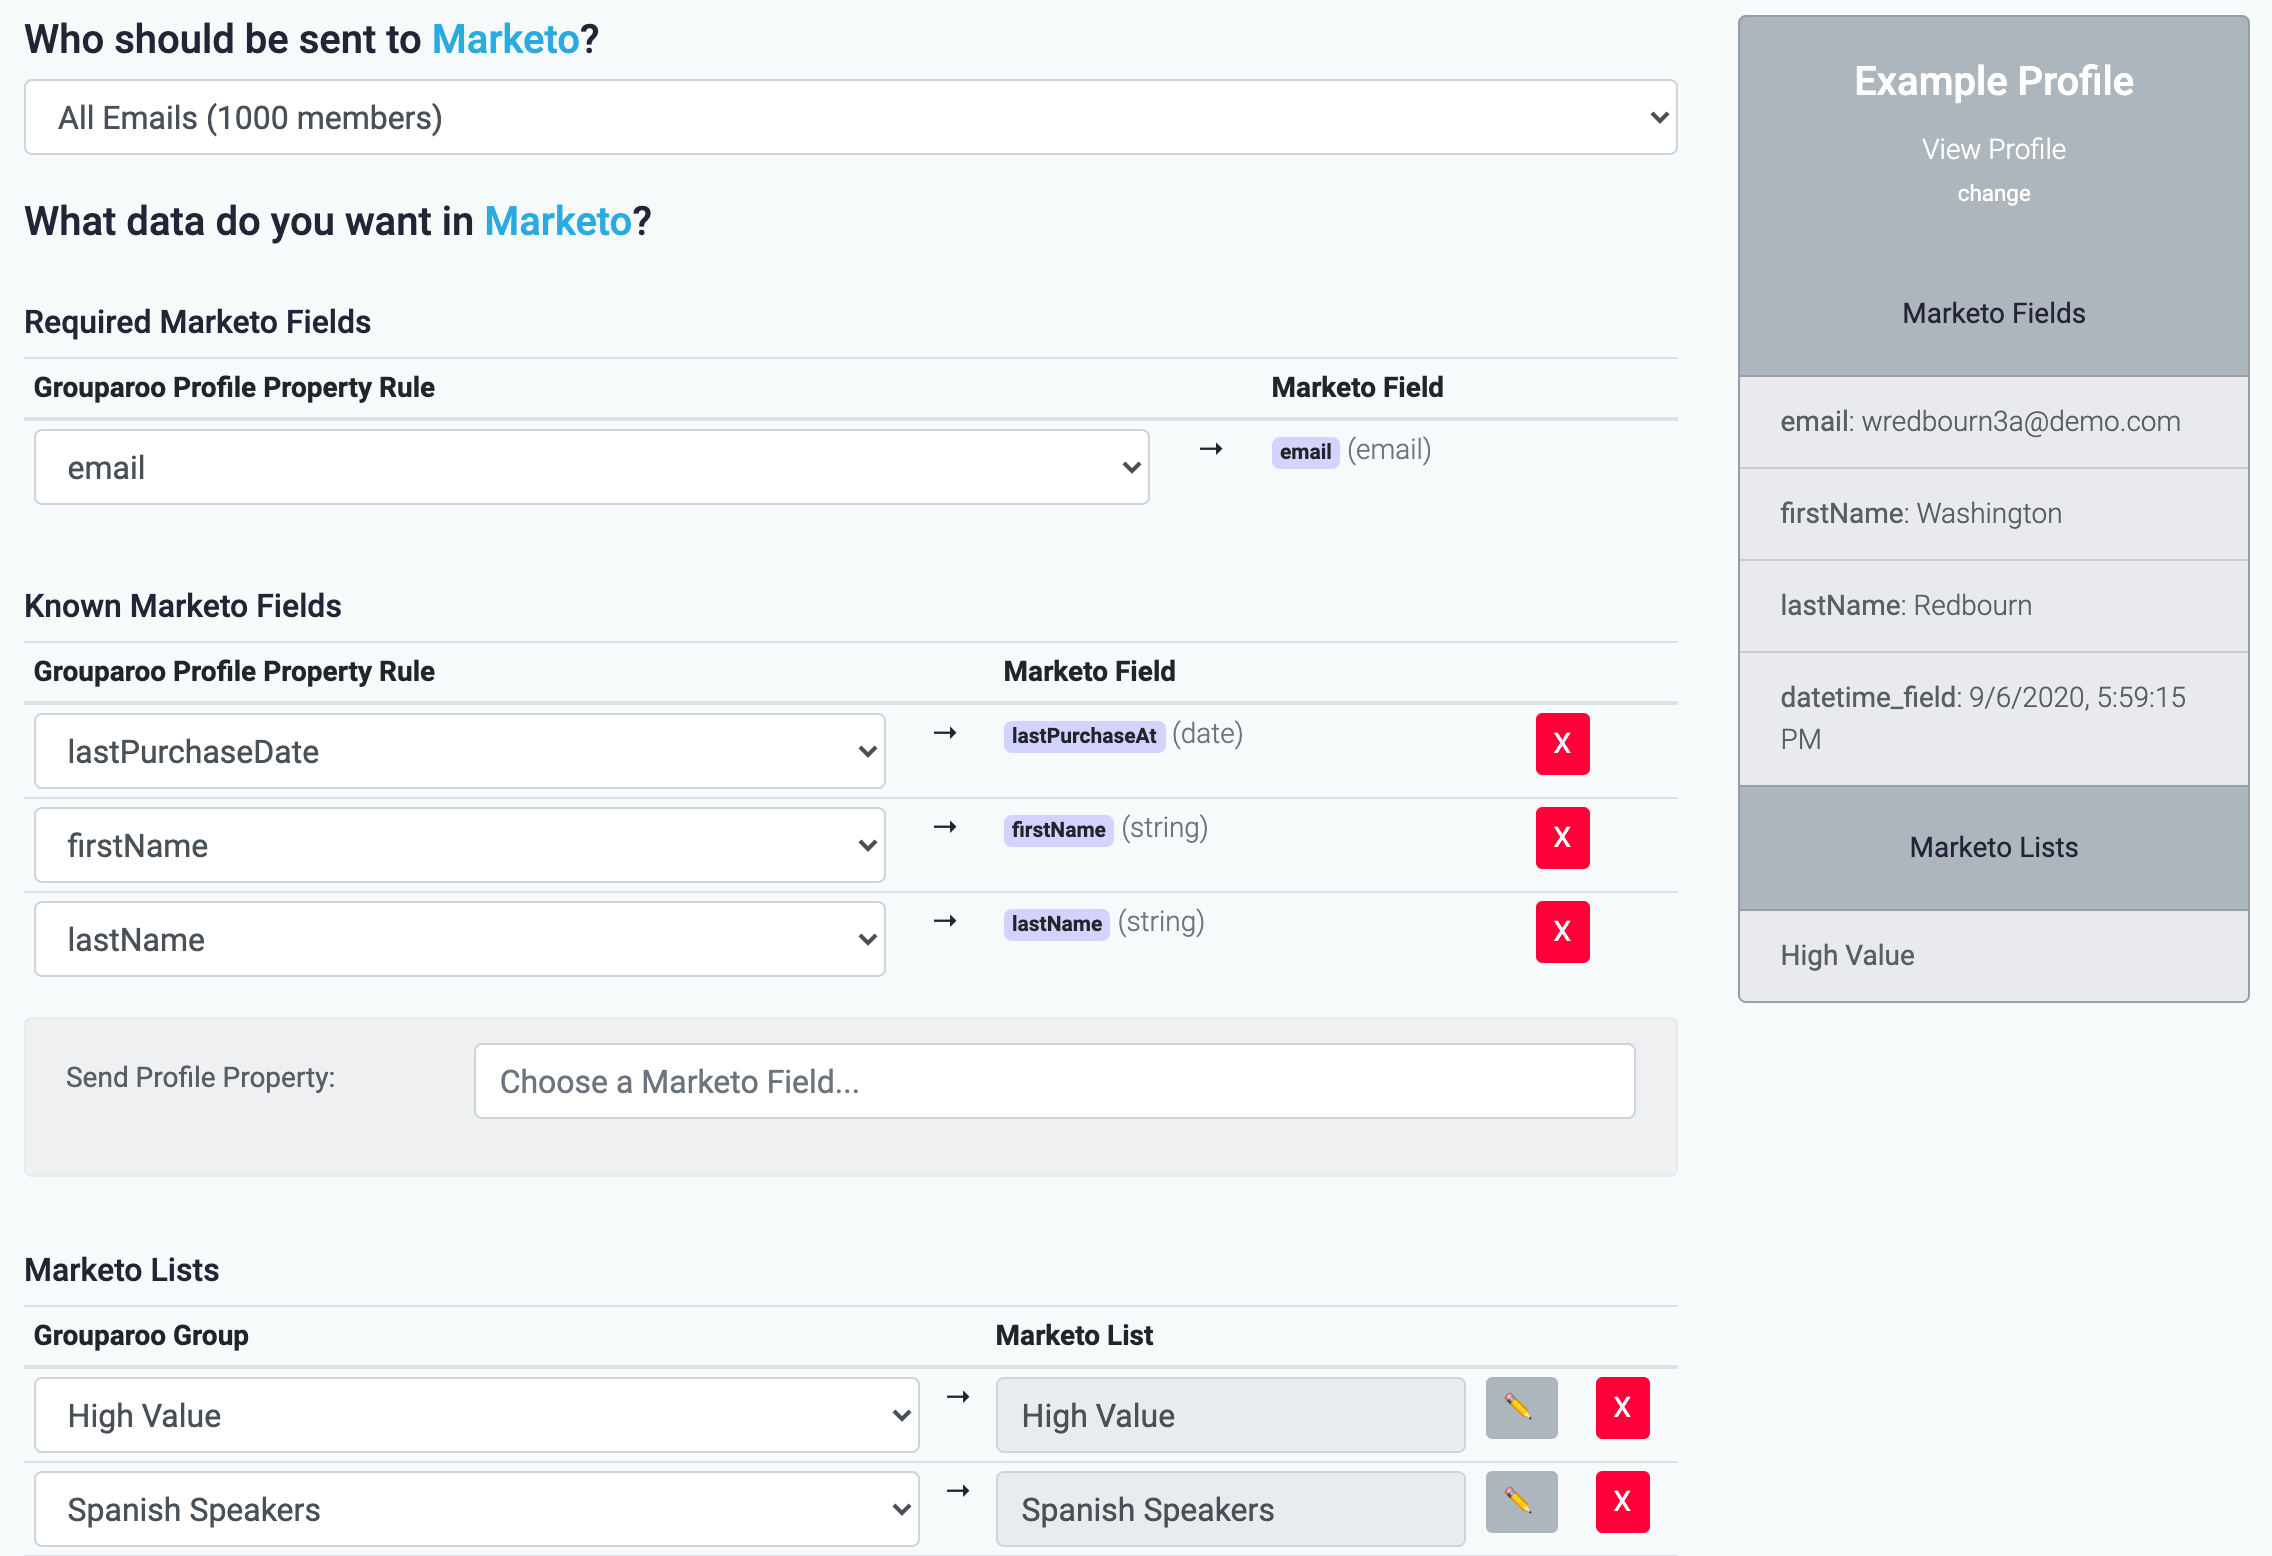 Who should be sent to Marketo?
All Emails (1000 members)
What data do you want in Marketo?
Required Marketo Fields
Grouparoo Profile Property Rule Marketo Field
email → email (email)
Known Marketo Fields
Grouparoo Profile Property Rule Marketo Field
lastPurchaseDate → lastPurchaseAt (date) X
firstName → firstName (string) X
lastName → lastName (string) X
Send Profile Property: Choose a Marketo Field...
Marketo Lists
Grouparoo Group Marketo List
High Value → High Value X
Spanish Speakers → Spanish Speakers X
Example Profile
View Profile
change
Marketo Fields
email: wredbourn3a@demo.com
firstName: Washington
lastName: Redbourn
datetime_field: 9/6/2020, 5:59:15
PM
Marketo Lists
High Value